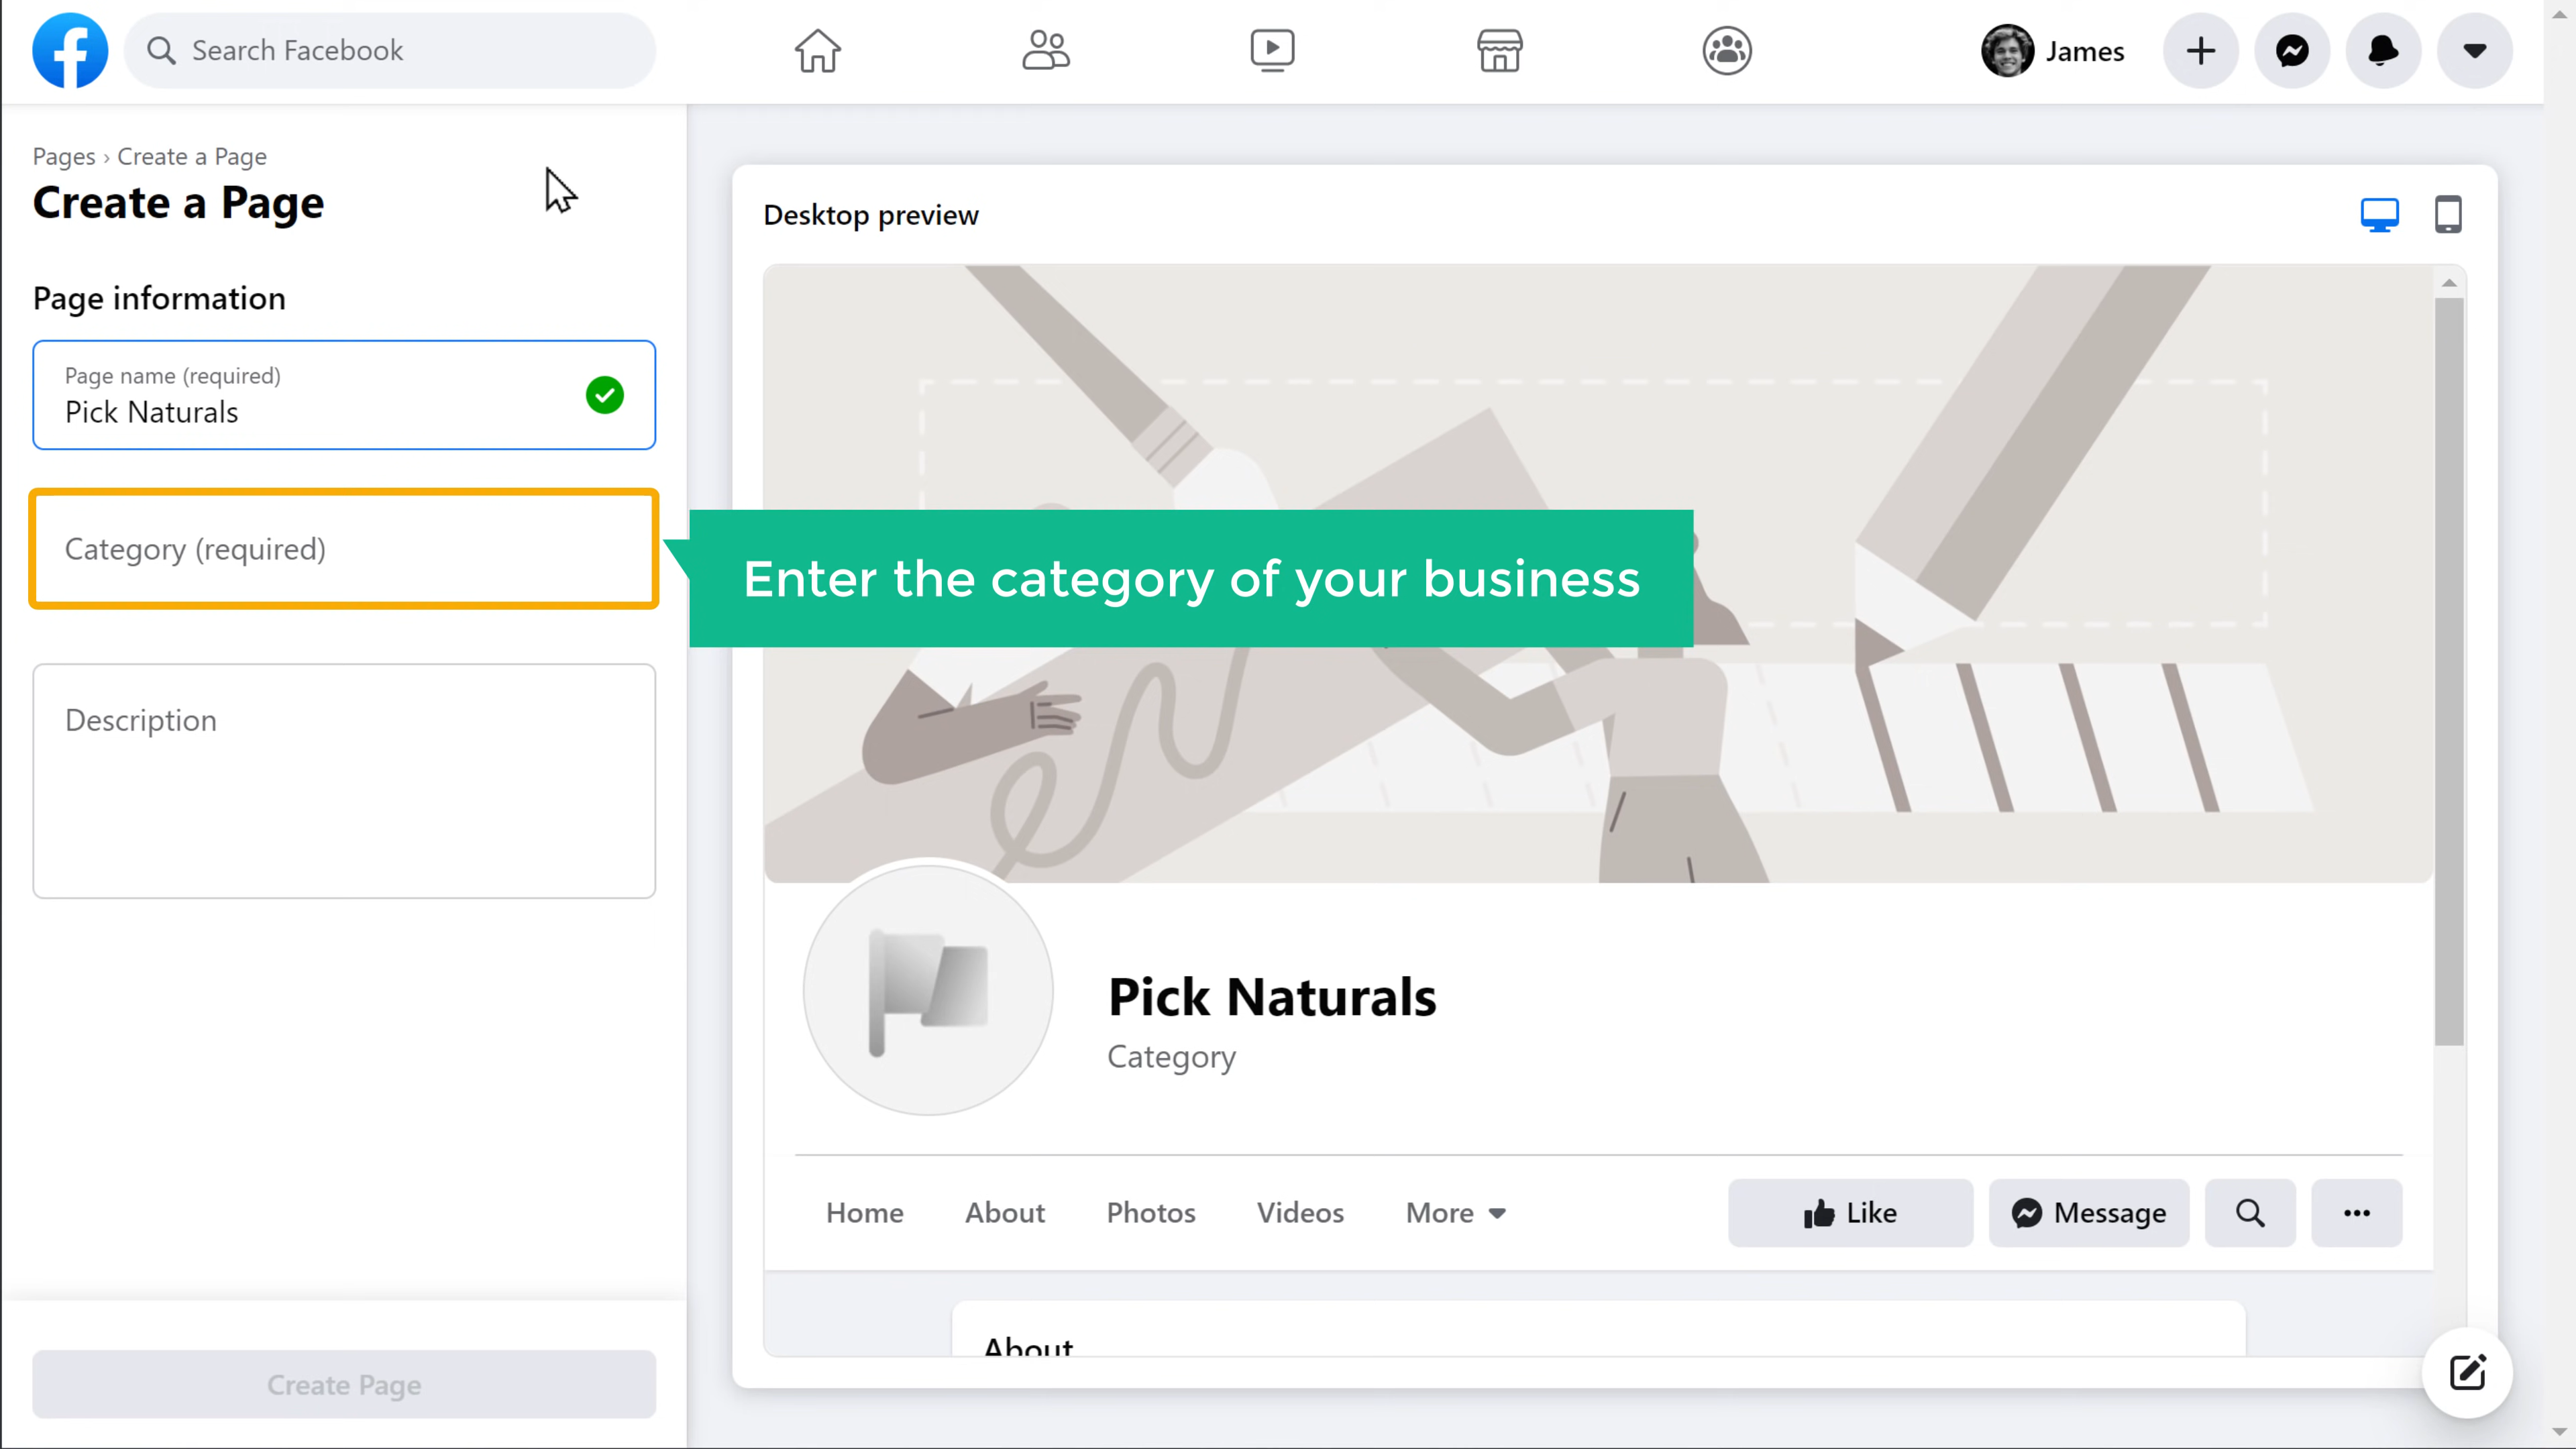 Search Facebook
James
Pages › Create a Page
Create a Page
Page information
Page name (required)
Pick Naturals
Category (required)
Description
Create Page
Desktop preview
Enter the category of your business
Pick Naturals
Category
Home About Photos Videos More
Like Message
About